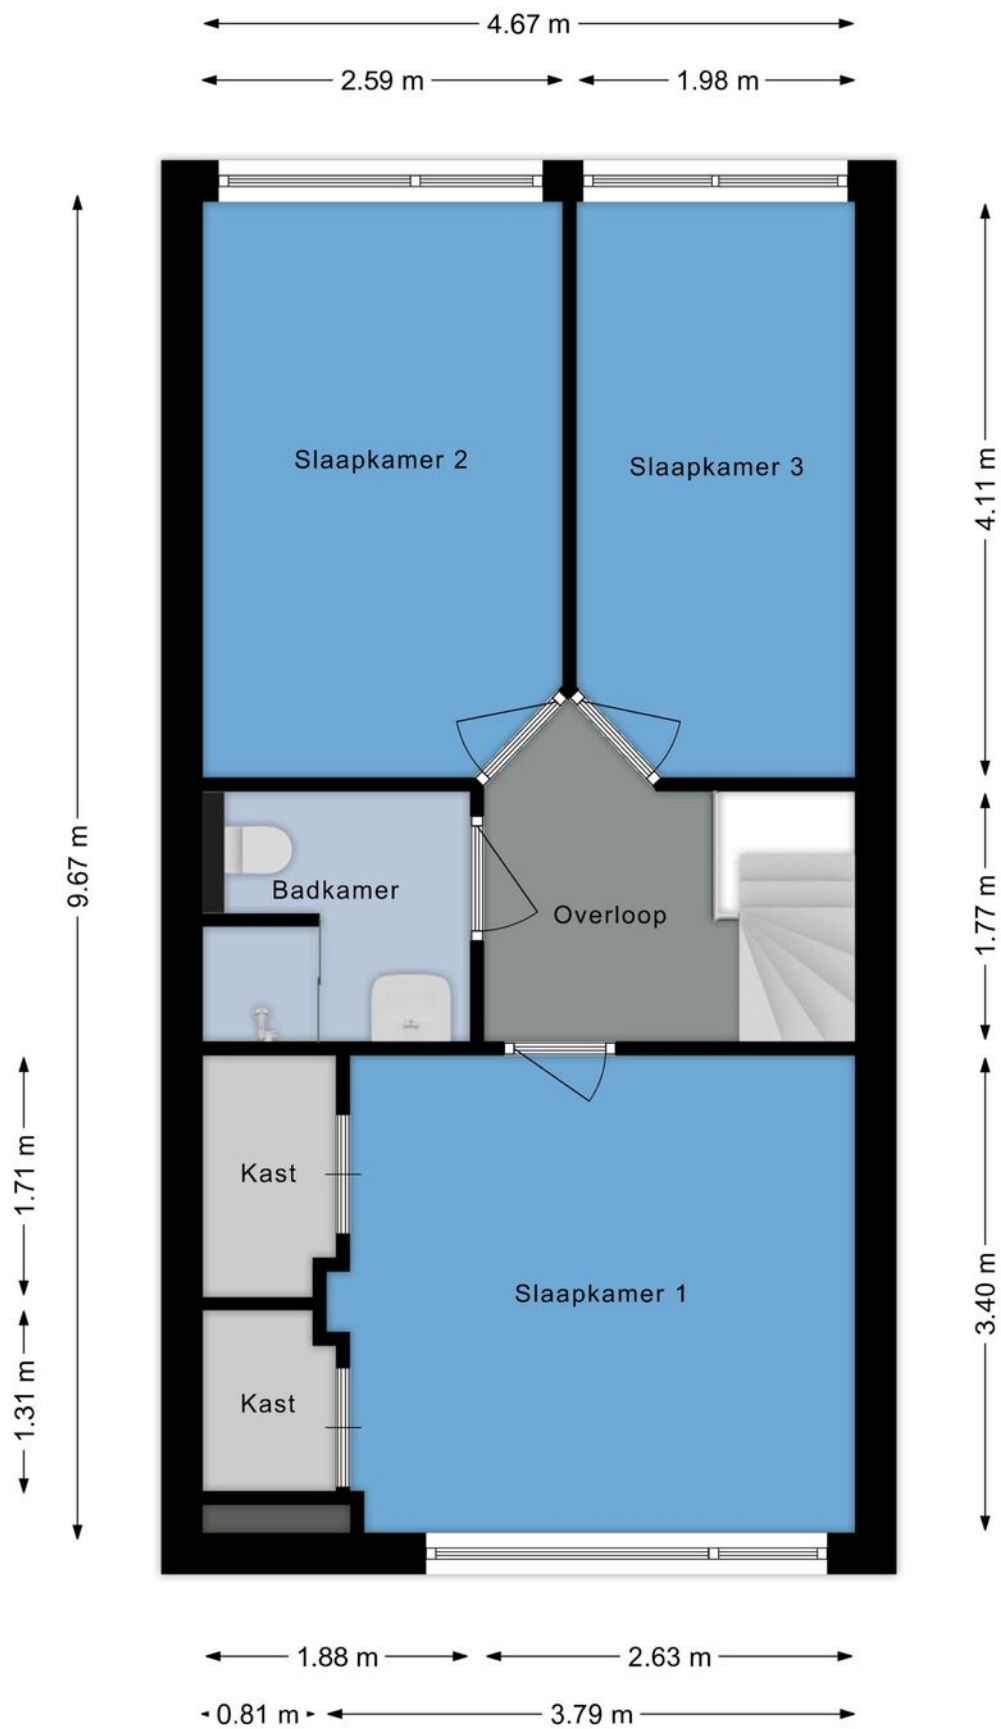 4.67 m
2.59 m
1.98 m
Slaapkamer 2
Slaapkamer 3
4.11 m
9.67 m
Badkamer
Overloop
1.77 m
1.71 m
Kast
Slaapkamer 1
3.40 m
1.31 m
Kast
1.88 m
2.63 m
0.81 m
3.79 m